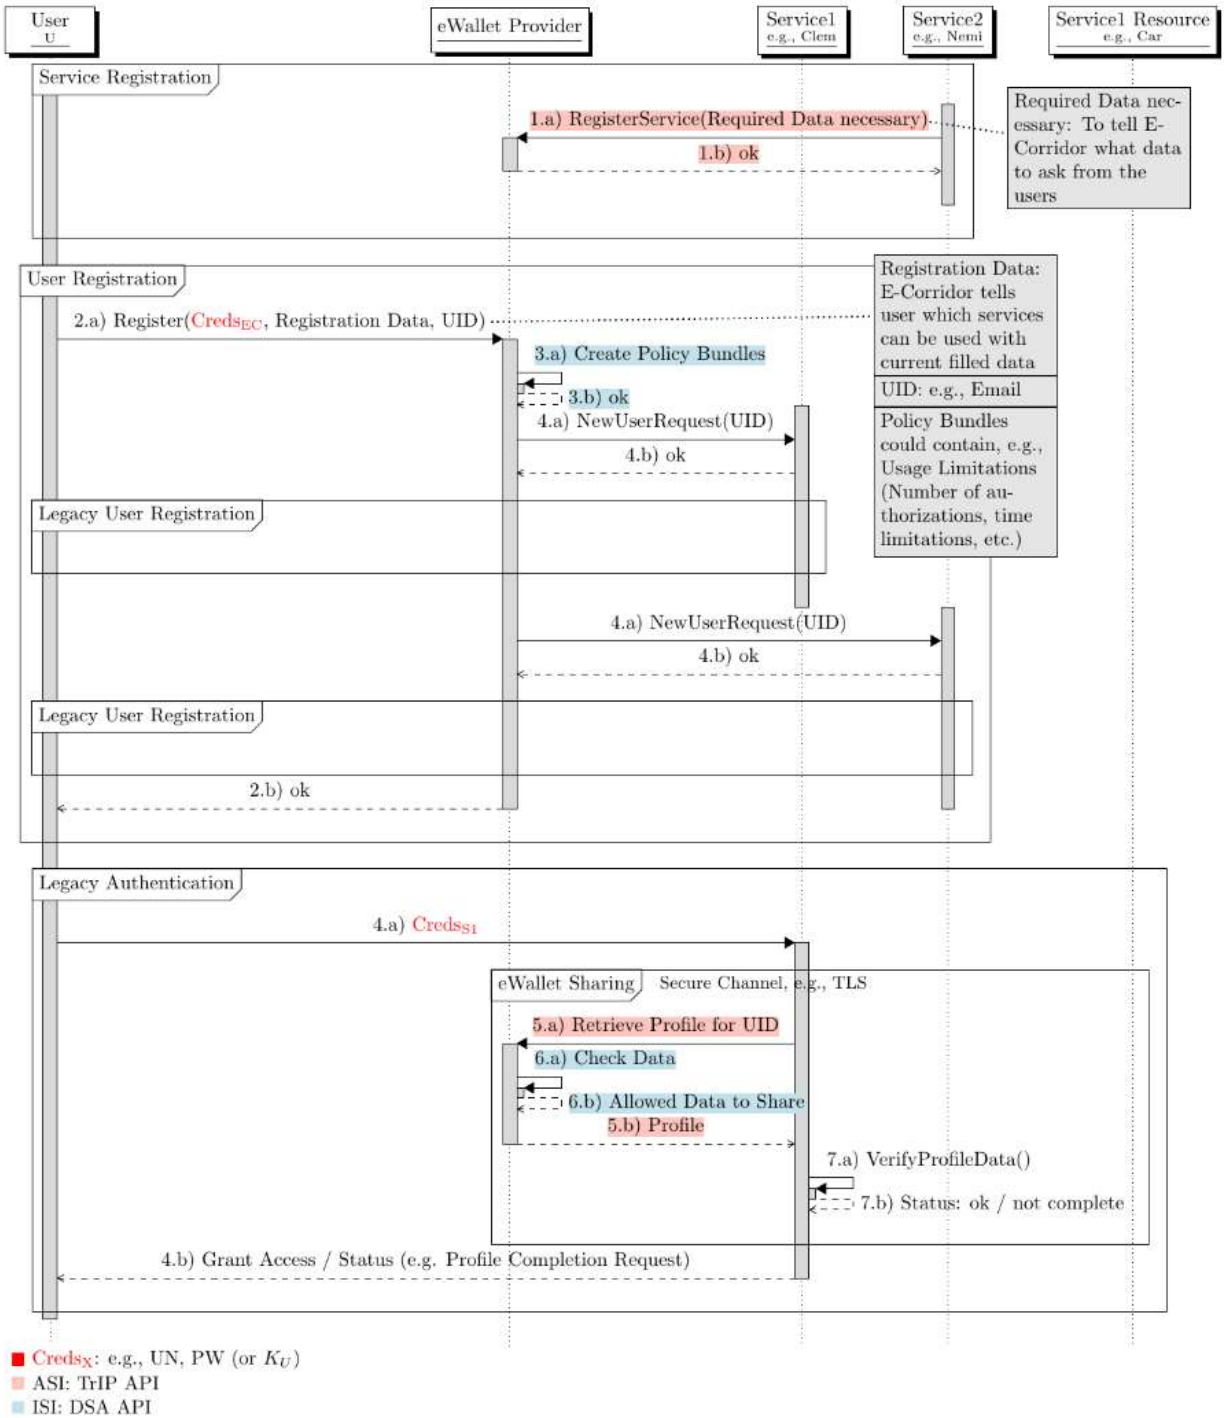 User
U
eWallet Provider
Service1
e.g., Clem
Service2
e.g., Nemi
Service1 Resource
e.g., Car
Service Registration
1.a) RegisterService(Required Data necessary)
1.b) ok
Required Data nec-
essary: To tell E-
Corridor what data
to ask from the
users
User Registration
2.a) Register(Creds_EC, Registration Data, UID)
Registration Data:
E-Corridor tells
user which services
can be used with
current filled data
UID: e.g., Email
Policy Bundles
could contain, e.g.,
Usage Limitations
(Number of au-
thorizations, time
limitations, etc.)
3.a) Create Policy Bundles
3.b) ok
4.a) NewUserRequest(UID)
4.b) ok
Legacy User Registration
4.a) NewUserRequest(UID)
4.b) ok
Legacy User Registration
2.b) ok
Legacy Authentication
4.a) Creds_S1
eWallet Sharing
Secure Channel, e.g., TLS
5.a) Retrieve Profile for UID
6.a) Check Data
6.b) Allowed Data to Share
5.b) Profile
7.a) VerifyProfileData()
7.b) Status: ok / not complete
4.b) Grant Access / Status (e.g. Profile Completion Request)
Creds_X: e.g., UN, PW (or K_U)
ASI: TrIP API
ISI: DSA API